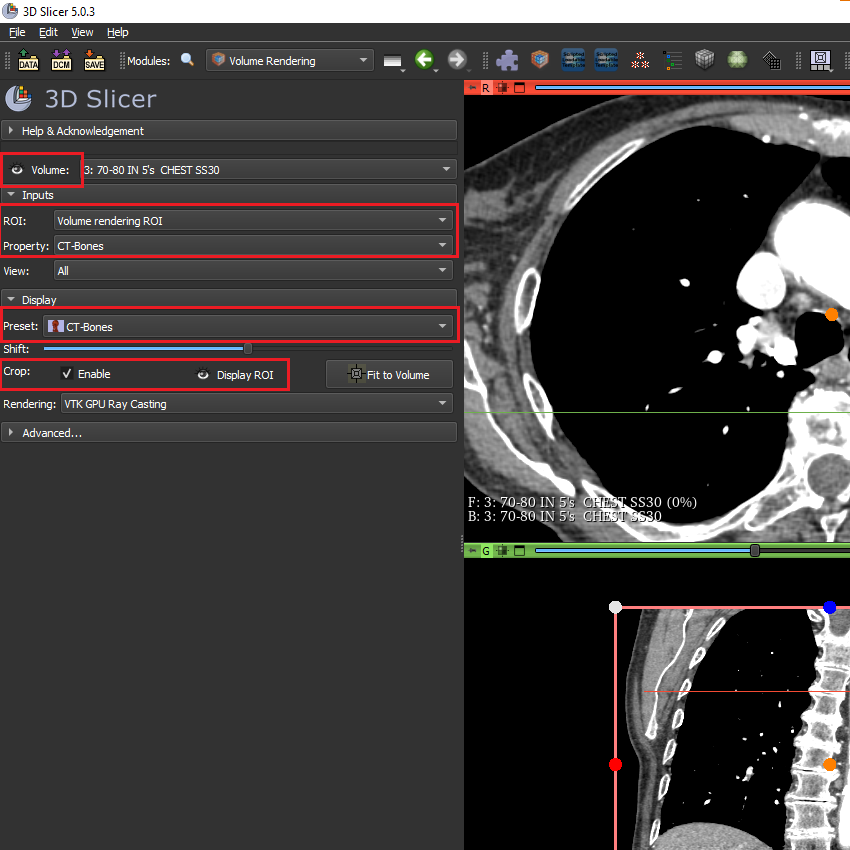 3D Slicer 5.0.3
File Edit View Help
DATA DCM SAVE Modules: Volume Rendering
3D Slicer
Help & Acknowledgement
Volume: 3: 70-80 IN 5's CHEST SS30
Inputs
ROI: Volume rendering ROI
Property: CT-Bones
View: All
Display
Preset: CT-Bones
Shift:
Crop: Enable Display ROI Fit to Volume
Rendering: VTK GPU Ray Casting
Advanced...
R
F: 3: 70-80 IN 5's CHEST SS30 (0%)
B: 3: 70-80 IN 5's CHEST SS30
G